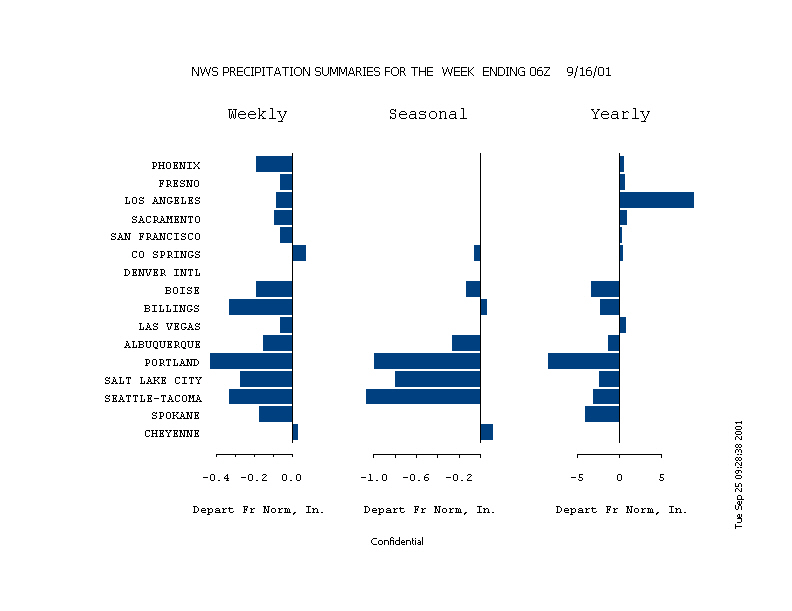 NWS PRECIPITATION SUMMARIES FOR THE  WEEK  ENDING 06Z    9/16/01
Weekly Seasonal Yearly
PHOENIX
FRESNO
LOS ANGELES
SACRAMENTO
SAN FRANCISCO
CO SPRINGS
DENVER INTL
BOISE
BILLINGS
LAS VEGAS
ALBUQUERQUE
PORTLAND
SALT LAKE CITY
SEATTLE-TACOMA
SPOKANE
CHEYENNE
-0.4 -0.2 0.0 -1.0 -0.6 -0.2 -5 0 5
Depart Fr Norm, In. Depart Fr Norm, In. Depart Fr Norm, In.
Confidential
Tue Sep 25 09:28:38 2001